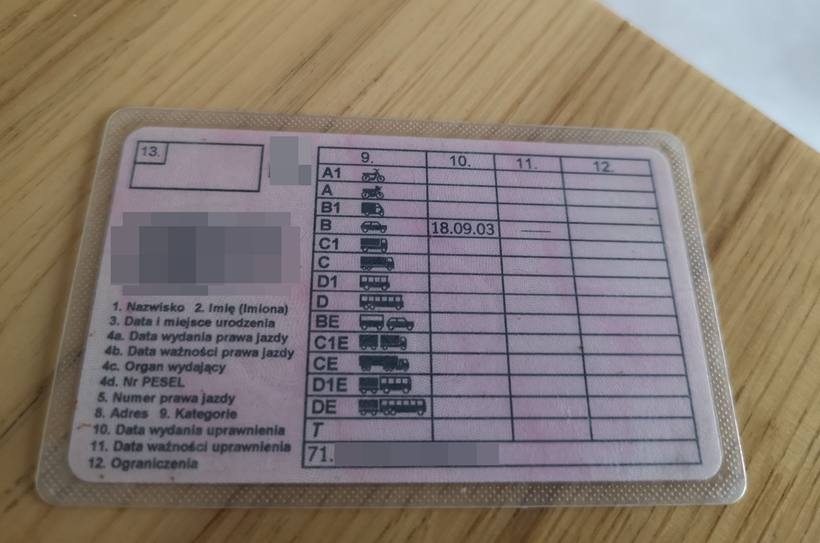 13.
9. 10. 11. 12.
A1
A
B1
B 18.09.03 ——
C1
C
D1
D
BE
C1E
CE
D1E
DE
T
71.
1. Nazwisko 2. Imię (Imiona)
3. Data i miejsce urodzenia
4a. Data wydania prawa jazdy
4b. Data ważności prawa jazdy
4c. Organ wydający
4d. Nr PESEL
5. Numer prawa jazdy
8. Adres 9. Kategorie
10. Data wydania uprawnienia
11. Data ważności uprawnienia
12. Ograniczenia